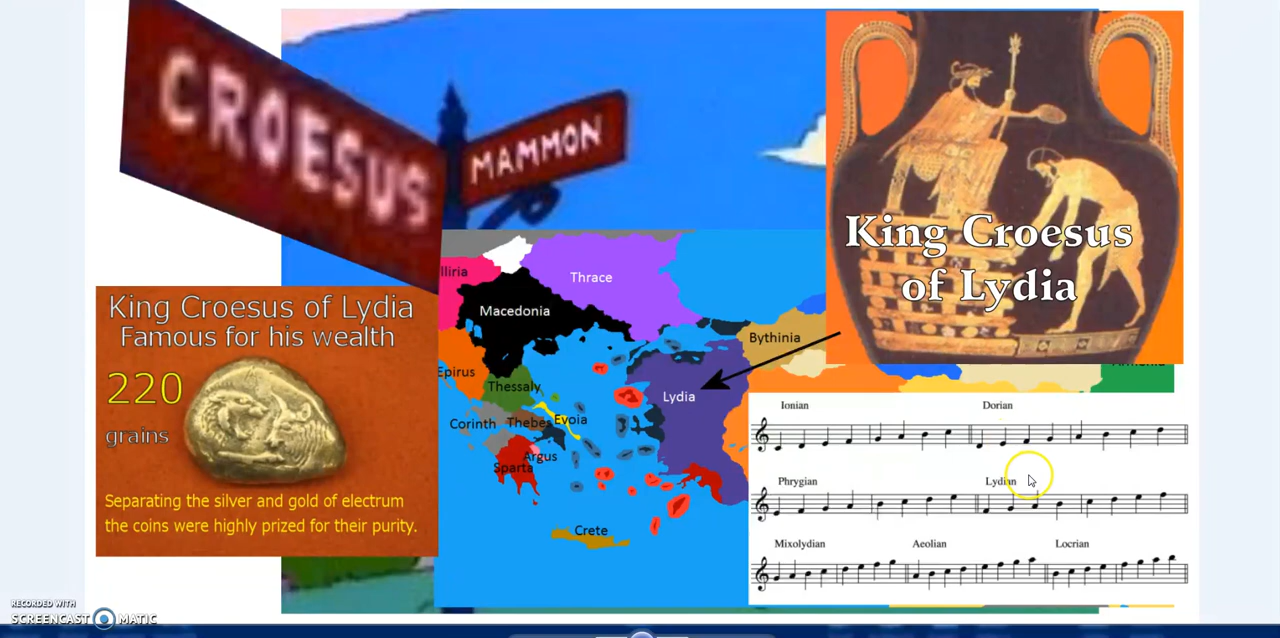 CROESUS
MAMMON
King Croesus
of Lydia
King Croesus of Lydia
Famous for his wealth
220
grains
Separating the silver and gold of electrum
the coins were highly prized for their purity.
lliria
Thrace
Macedonia
Bythinia
Epirus
Thessaly
Lydia
Corinth
Thebes
Evoia
Argus
Sparta
Crete
Ionian
Dorian
Phrygian
Lydian
Mixolydian
Aeolian
Locrian
RECORDED WITH
SCREENCAST MATIC